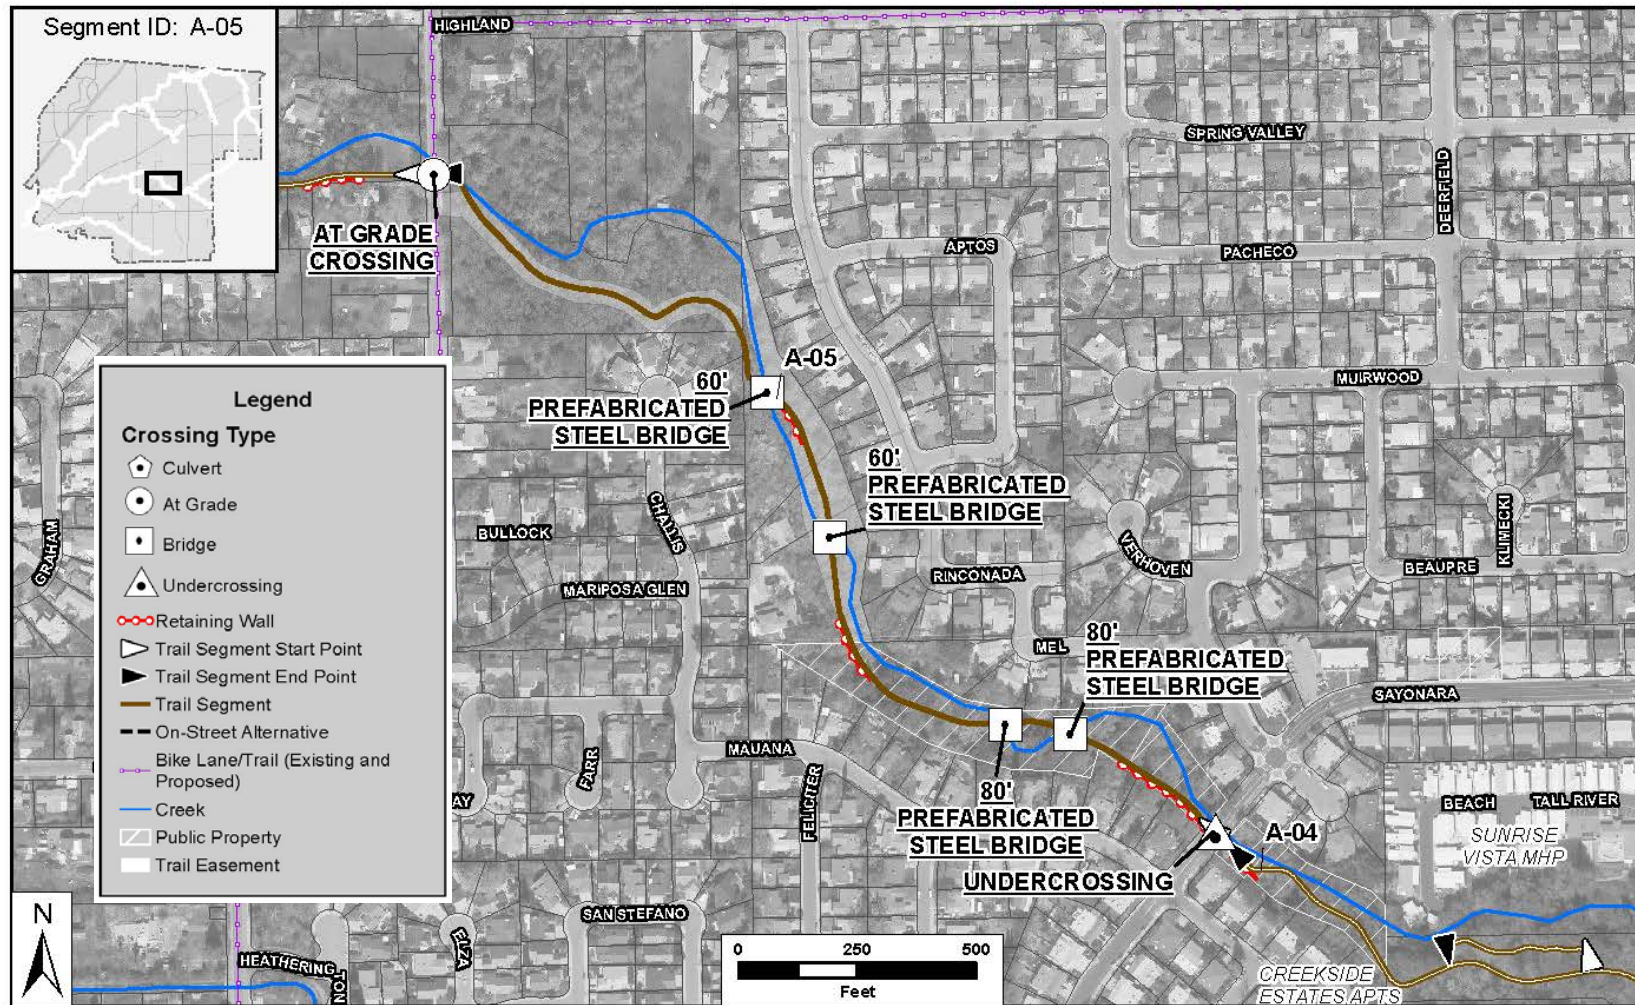 Segment ID: A-05
HIGHLAND
SPRING VALLEY
DEERFIELD
AT GRADE
CROSSING
APTOS
PACHECO
A-05
60'
PREFABRICATED
STEEL BRIDGE
MUIRWOOD
Legend
Crossing Type
Culvert
At Grade
Bridge
Undercrossing
Retaining Wall
Trail Segment Start Point
Trail Segment End Point
Trail Segment
On-Street Alternative
Bike Lane/Trail (Existing and
Proposed)
Creek
Public Property
Trail Easement
60'
PREFABRICATED
STEEL BRIDGE
GRAHAM
BULLOCK
CHALLIS
MARIPOSA GLEN
RINCONADA
VERHOVEN
KLIMECKI
BEAUPRE
MEL
80'
PREFABRICATED
STEEL BRIDGE
SAYONARA
AY
FARR
MAUANA
FELICITER
80'
PREFABRICATED
STEEL BRIDGE
UNDERCROSSING
A-04
BEACH
TALL RIVER
SUNRISE
VISTA MHP
SAN STEFANO
ELZA
HEATHERING
TON
N
0
250
500
Feet
CREEKSIDE
ESTATES APTS